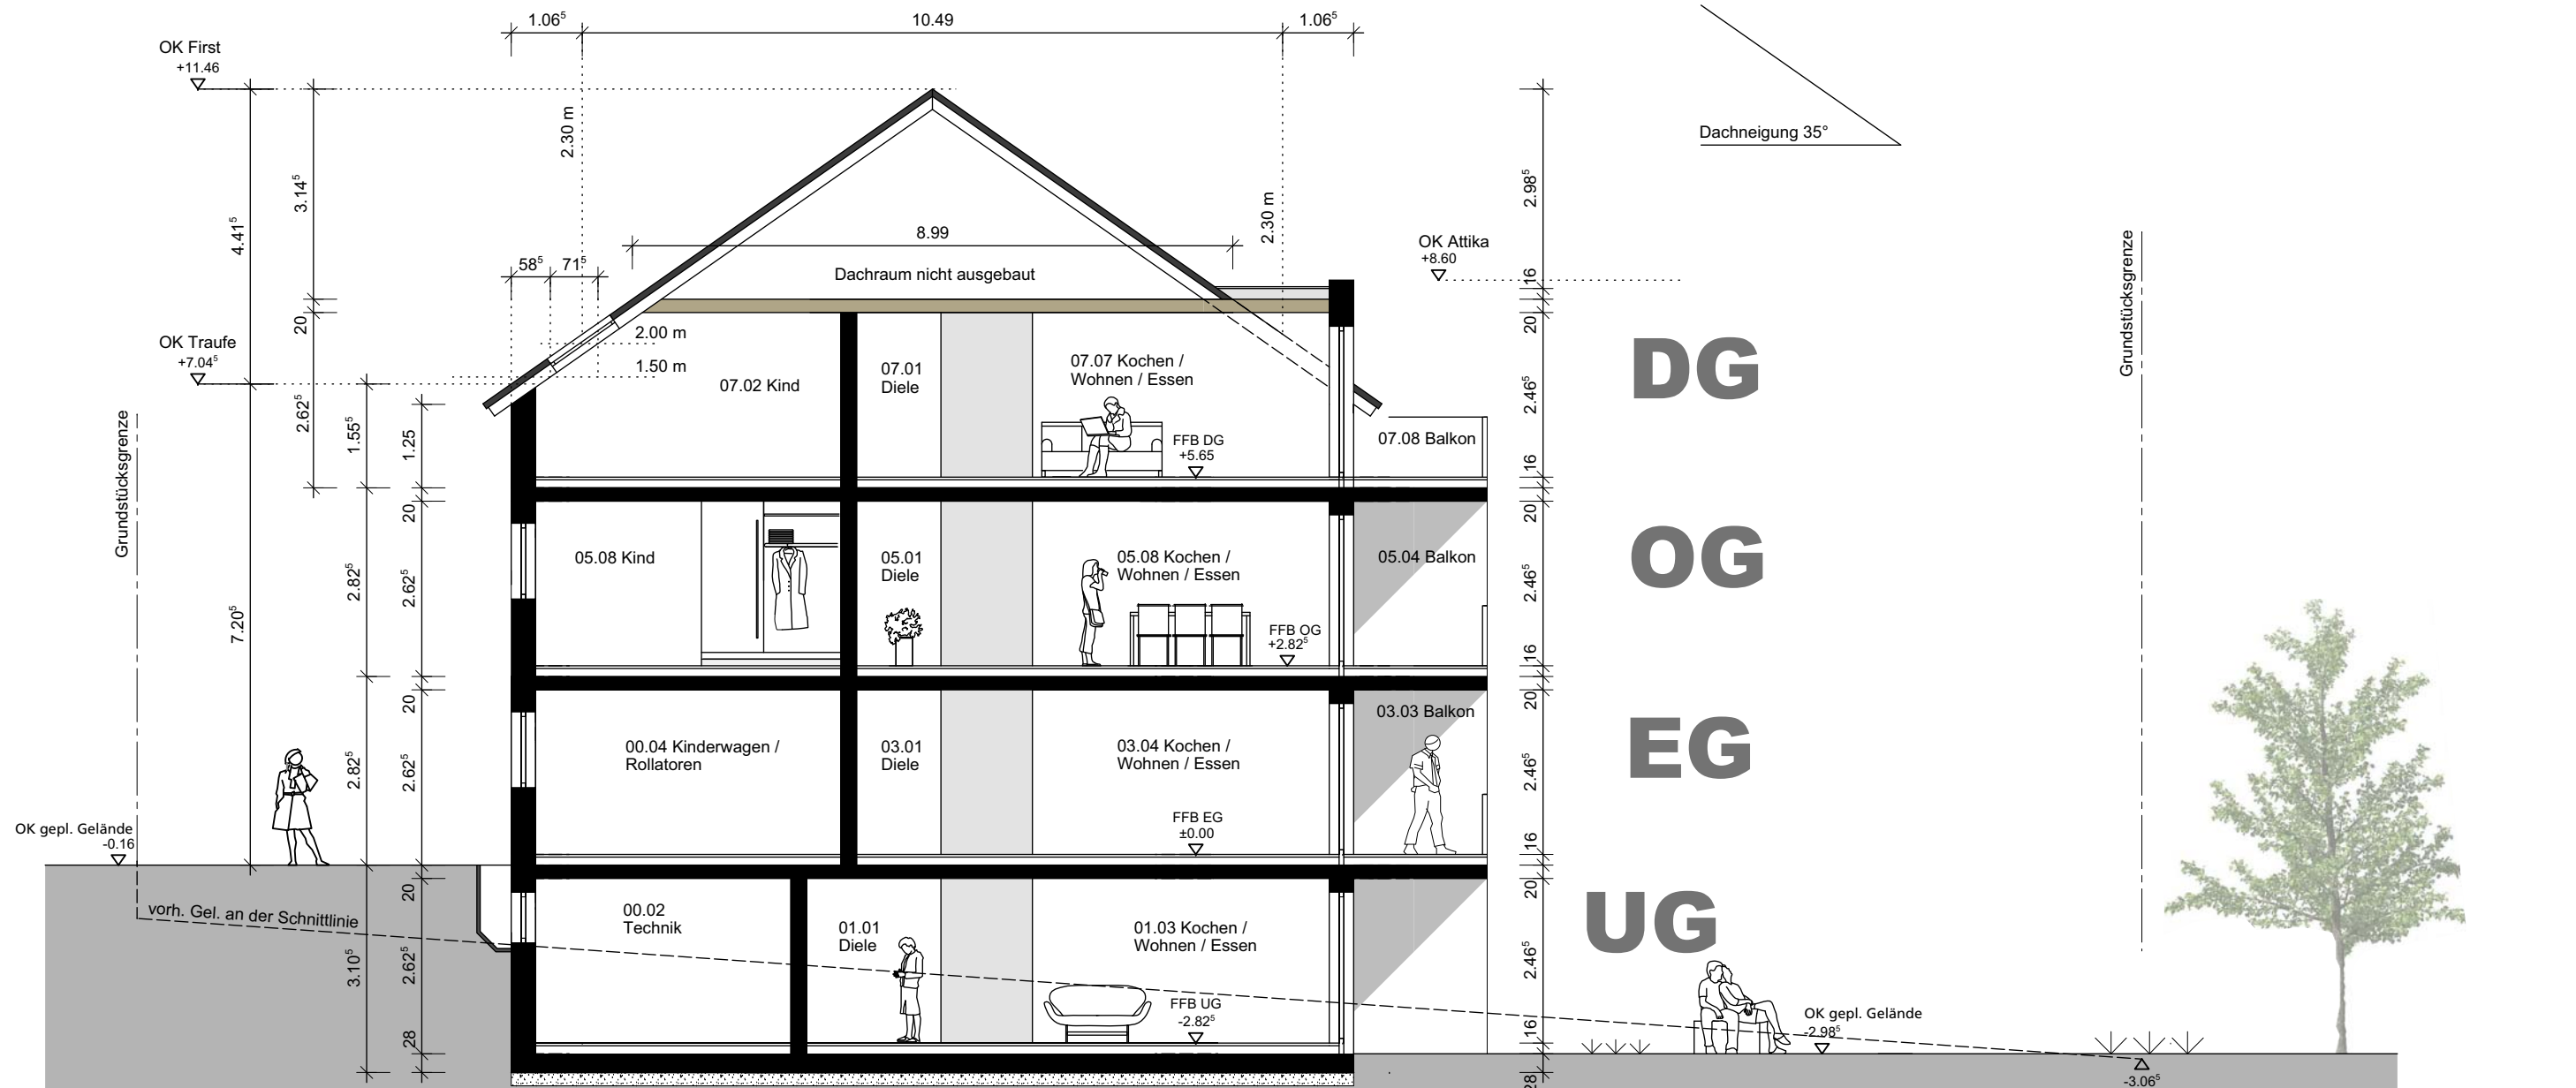 1.06⁵
10.49
1.06⁵
OK First
+11.46
Dachneigung 35°
2.30 m
3.14⁵
2.98⁵
4.41⁵
2.30 m
8.99
OK Attika
+8.60
58⁵
71⁵
Dachraum nicht ausgebaut
16
Grundstücksgrenze
20
20
2.00 m
OK Traufe
+7.04⁵
1.50 m
DG
07.02 Kind
07.01
Diele
07.07 Kochen /
Wohnen / Essen
2.62⁵
1.55⁵
1.25
2.46⁵
FFB DG
+5.65
07.08 Balkon
16
Grundstücksgrenze
20
20
05.08 Kind
05.01
Diele
05.08 Kochen /
Wohnen / Essen
05.04 Balkon
OG
2.82⁵
2.62⁵
2.46⁵
7.20⁵
FFB OG
+2.82⁵
16
20
20
03.03 Balkon
00.04 Kinderwagen /
Rollatoren
03.01
Diele
03.04 Kochen /
Wohnen / Essen
EG
2.82⁵
2.62⁵
2.46⁵
FFB EG
±0.00
OK gepl. Gelände
-0.16
16
20
20
vorh. Gel. an der Schnittlinie
00.02
Technik
01.01
Diele
01.03 Kochen /
Wohnen / Essen
UG
3.10⁵
2.62⁵
2.46⁵
FFB UG
-2.82⁵
OK gepl. Gelände
-2.98⁵
28
16
28
-3.06⁵